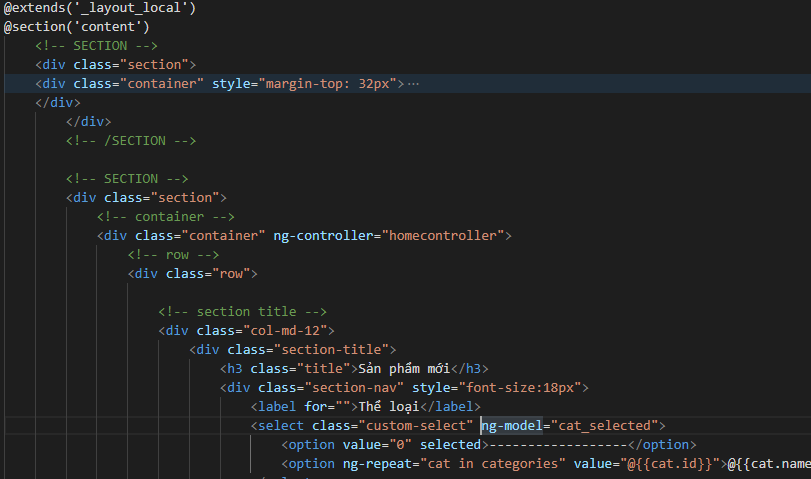 @extends('_layout_local')
@section('content')
<!-- SECTION -->
<div class="section">
<div class="container" style="margin-top: 32px">···
</div>
</div>
<!-- /SECTION -->
<!-- SECTION -->
<div class="section">
<!-- container -->
<div class="container" ng-controller="homecontroller">
<!-- row -->
<div class="row">
<!-- section title -->
<div class="col-md-12">
<div class="section-title">
<h3 class="title">Sản phẩm mới</h3>
<div class="section-nav" style="font-size:18px">
<label for="">Thể loại</label>
<select class="custom-select" ng-model="cat_selected">
<option value="0" selected>------------------</option>
<option ng-repeat="cat in categories" value="@{{cat.id}}">@{{cat.name